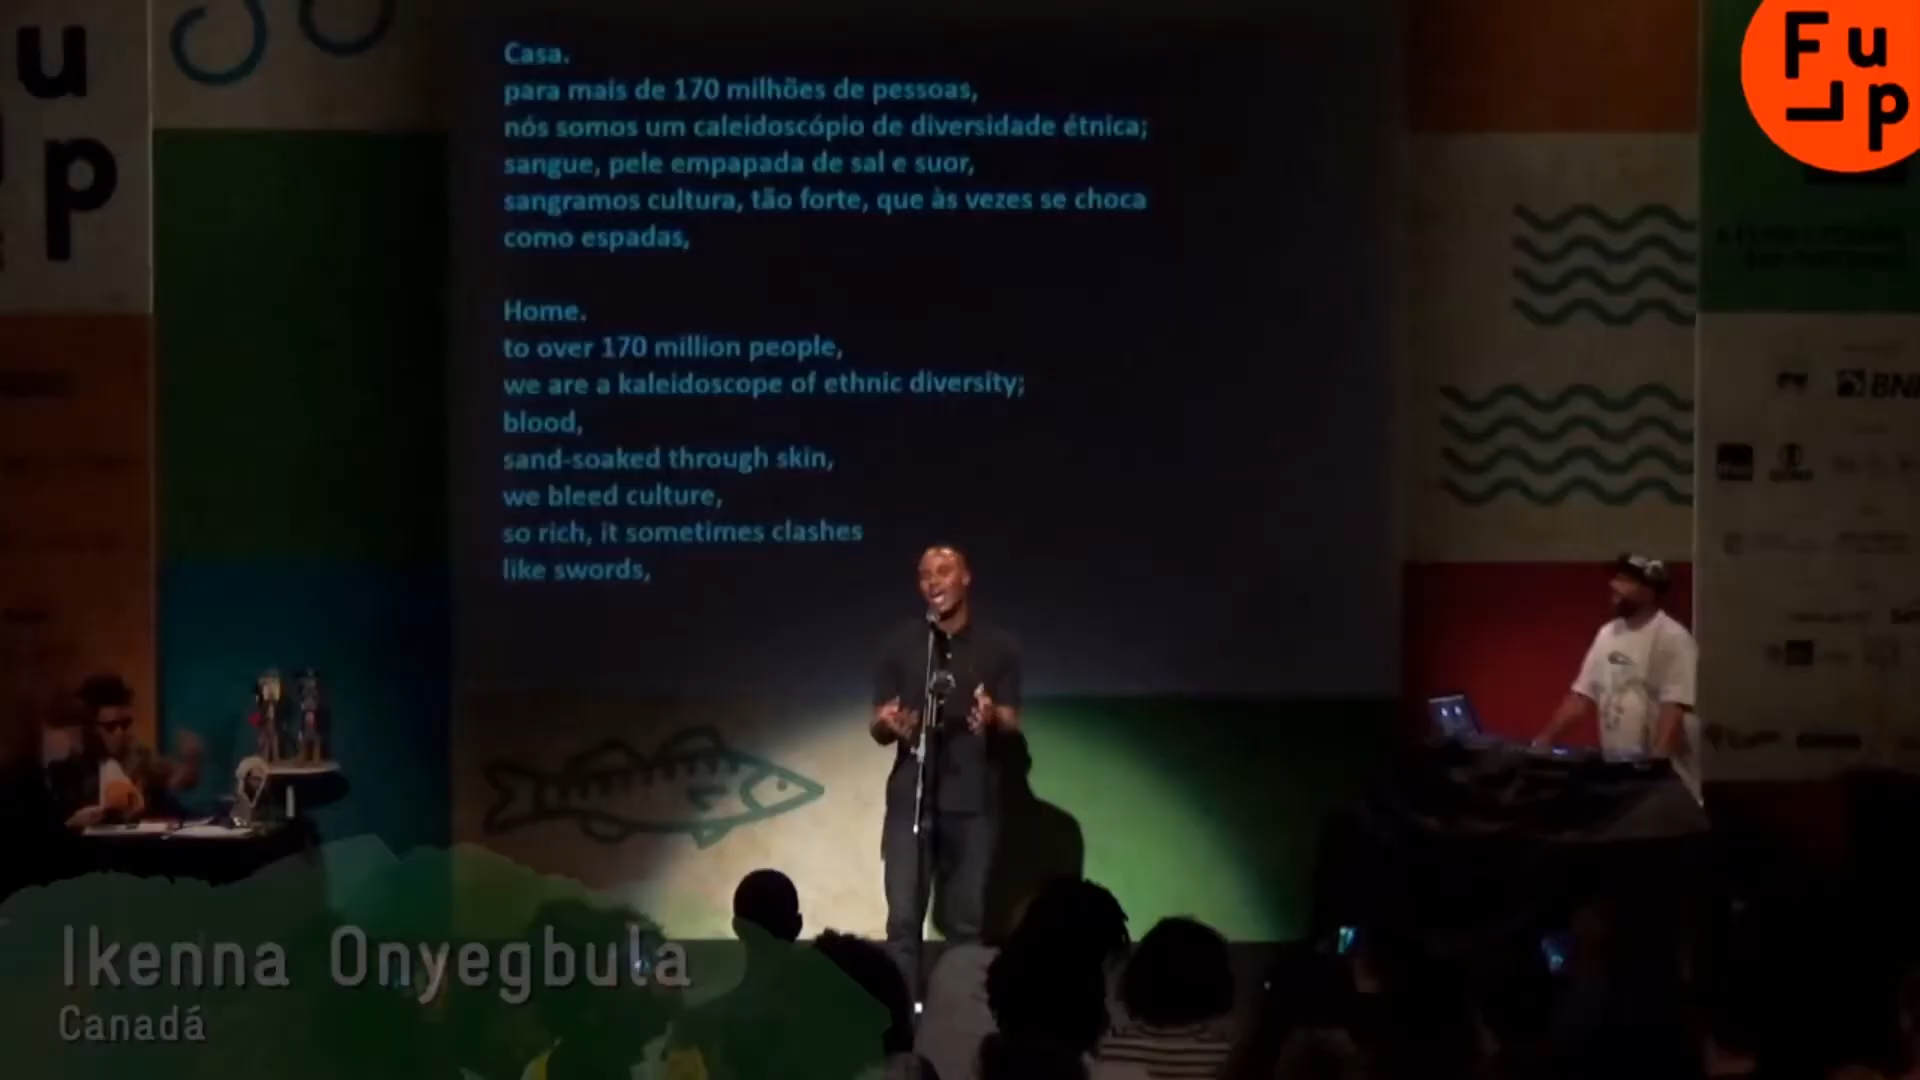 Casa.
para mais de 170 milhões de pessoas,
nós somos um caleidoscópio de diversidade étnica;
sangue, pele empapada de sal e suor,
sangramos cultura, tão forte, que às vezes se choca
como espadas,
Home.
to over 170 million people,
we are a kaleidoscope of ethnic diversity;
blood,
sand-soaked through skin,
we bleed culture,
so rich, it sometimes clashes
like swords,
Ikenna Onyegbula
Canadá
Fu
up
u
p